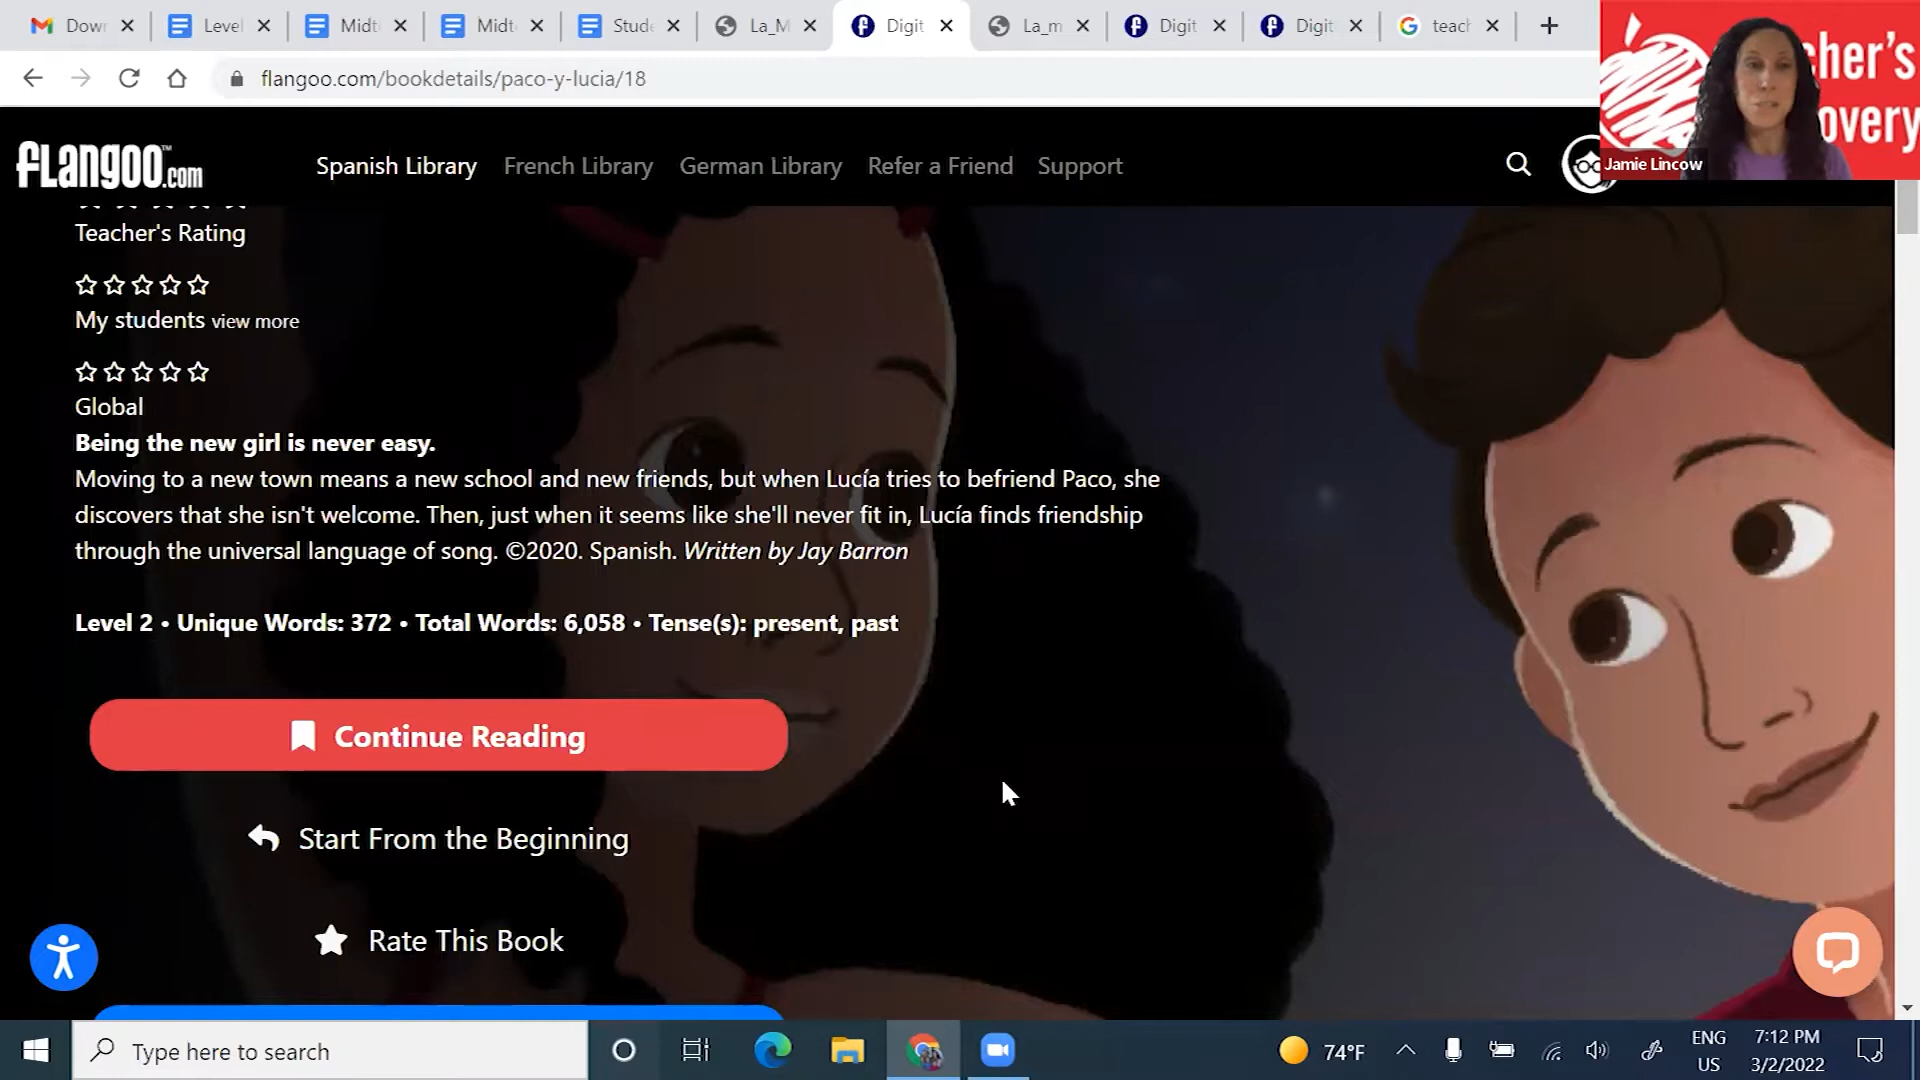 Dowr
Level
Midt
Midt
Stude
La_M
Digit
La_m
Digit
Digit
teach
flangoo.com/bookdetails/paco-y-lucia/18
cher's
overy
Jamie Lincow
FLangoo™.com
Spanish Library
French Library
German Library
Refer a Friend
Support
Teacher's Rating
My students view more
Global
Being the new girl is never easy.
Moving to a new town means a new school and new friends, but when Lucía tries to befriend Paco, she
discovers that she isn't welcome. Then, just when it seems like she'll never fit in, Lucía finds friendship
through the universal language of song. ©2020. Spanish. Written by Jay Barron
Level 2 • Unique Words: 372 • Total Words: 6,058 • Tense(s): present, past
Continue Reading
Start From the Beginning
Rate This Book
Type here to search
74°F
ENG
US
7:12 PM
3/2/2022